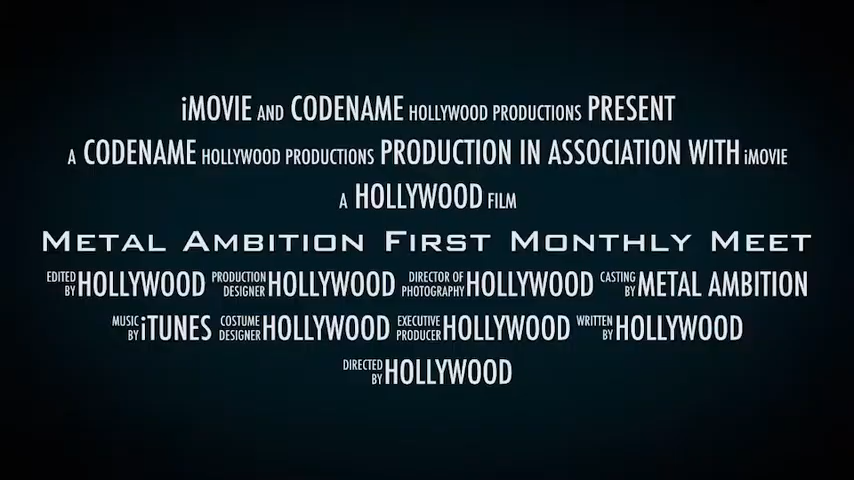 iMOVIE AND CODENAME HOLLYWOOD PRODUCTIONS PRESENT
A CODENAME HOLLYWOOD PRODUCTIONS PRODUCTION IN ASSOCIATION WITH iMOVIE
A HOLLYWOOD FILM
METAL AMBITION FIRST MONTHLY MEET
EDITED BY HOLLYWOOD PRODUCTION DESIGNER HOLLYWOOD DIRECTOR OF PHOTOGRAPHY HOLLYWOOD CASTING BY METAL AMBITION
MUSIC BY iTUNES COSTUME DESIGNER HOLLYWOOD EXECUTIVE PRODUCER HOLLYWOOD WRITTEN BY HOLLYWOOD
DIRECTED BY HOLLYWOOD